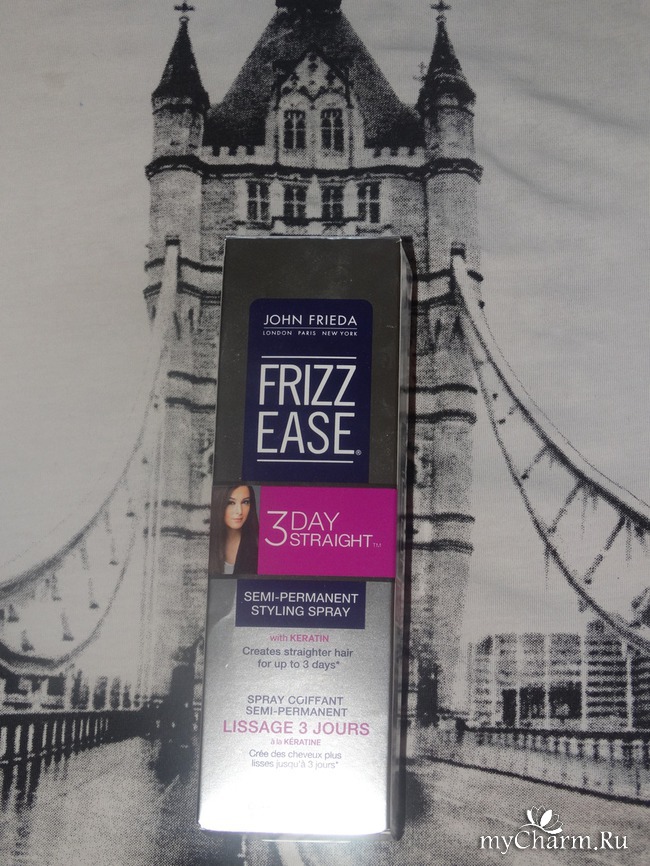 JOHN FRIEDA
LONDON PARIS NEW YORK
FRIZZ
EASE®
3 DAY
STRAIGHT™
SEMI-PERMANENT
STYLING SPRAY
with KERATIN
Creates straighter hair
for up to 3 days*
SPRAY COIFFANT
SEMI-PERMANENT
LISSAGE 3 JOURS
à la KÉRATINE
Crée des cheveux plus
lisses jusqu'à 3 jours*
myCharm.Ru